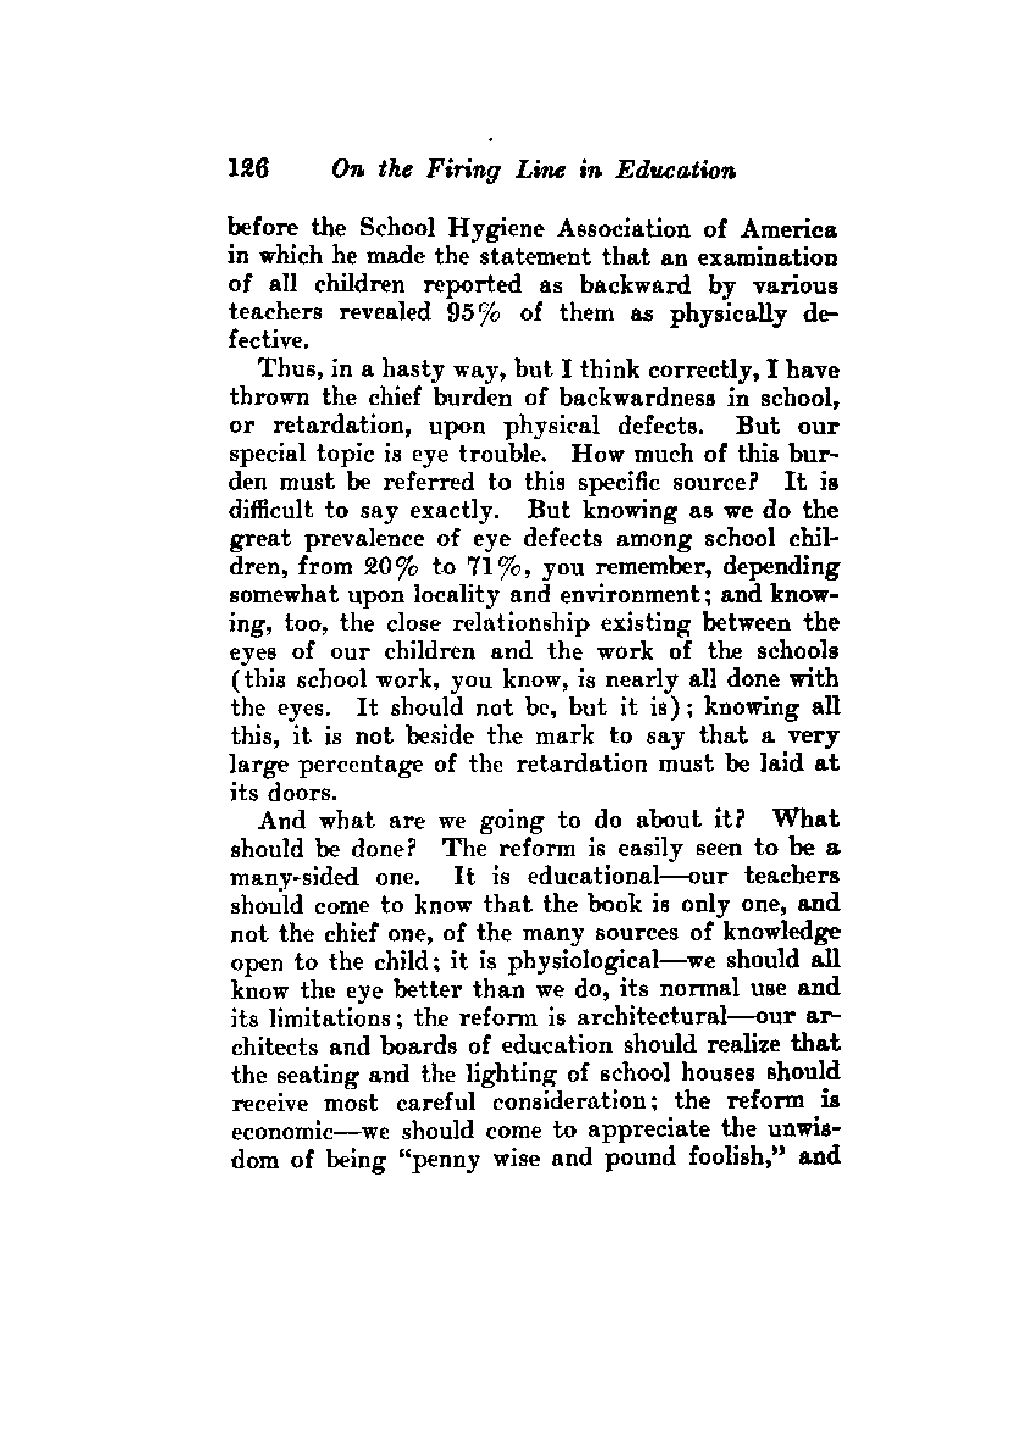 126 On the Firing Line in Education
before the School Hygiene Association of America
in which he made the statement that an examination
of all children reported as backward by various
teachers revealed 95% of them as physically de-
fective.
Thus, in a hasty way, but I think correctly, I have
thrown the chief burden of backwardness in school,
or retardation, upon physical defects. But our
special topic is eye trouble. How much of this bur-
den must be referred to this specific source? It is
difficult to say exactly. But knowing as we do the
great prevalence of eye defects among school chil-
dren, from 20% to 71%, you remember, depending
somewhat upon locality and environment; and know-
ing, too, the close relationship existing between the
eyes of our children and the work of the schools
(this school work, you know, is nearly all done with
the eyes. It should not be, but it is); knowing all
this, it is not beside the mark to say that a very
large percentage of the retardation must be laid at
its doors.
And what are we going to do about it? What
should be done? The reform is easily seen to be a
many-sided one. It is educational—our teachers
should come to know that the book is only one, and
not the chief one, of the many sources of knowledge
open to the child; it is physiological—we should all
know the eye better than we do, its normal use and
its limitations; the reform is architectural—our ar-
chitects and boards of education should realize that
the seating and the lighting of school houses should
receive most careful consideration; the reform is
economic—we should come to appreciate the unwis-
dom of being "penny wise and pound foolish," and